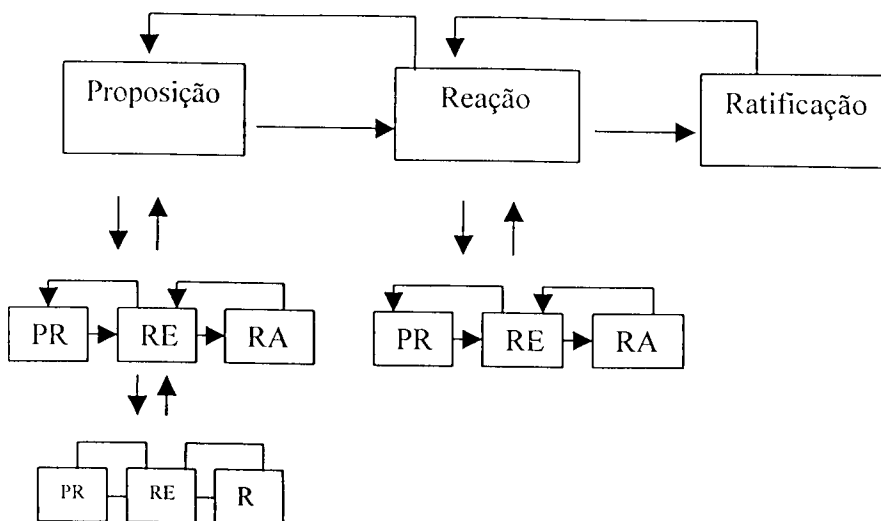 Proposição
Reação
Ratificação
PR
RE
RA
PR
RE
RA
PR
RE
R